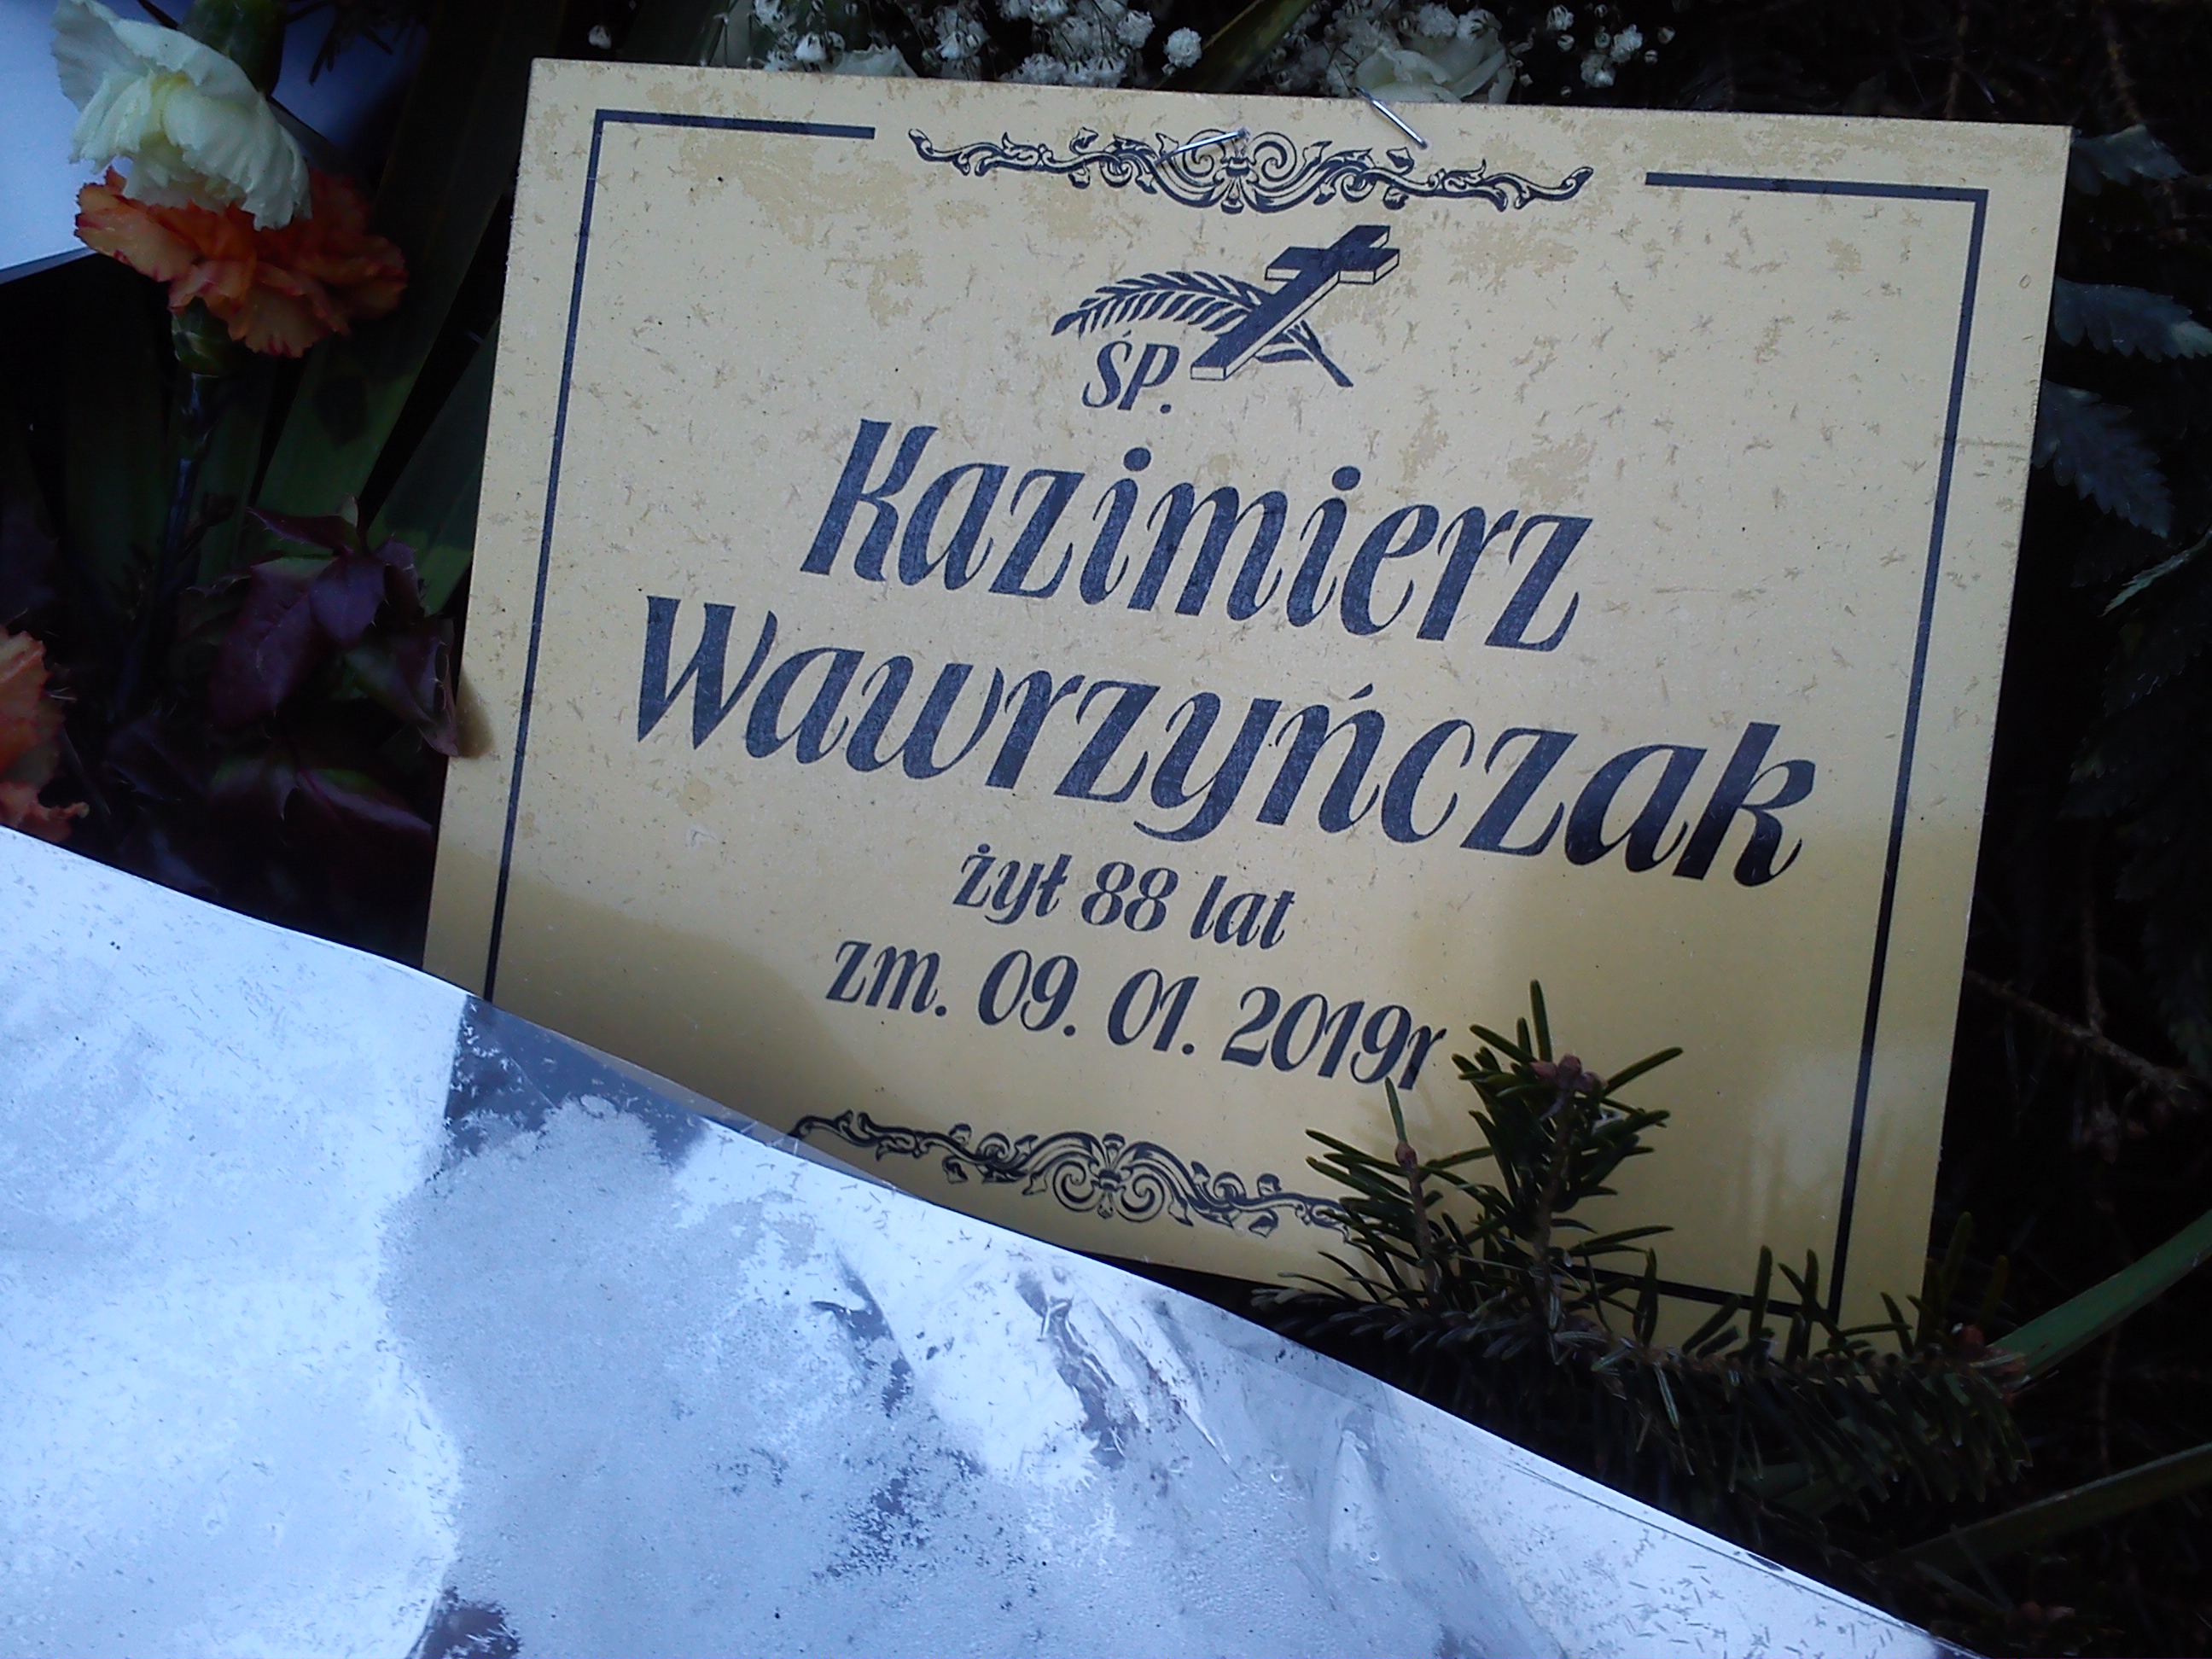 ŚP.
Kazimierz
Wawrzyńczak
żył 88 lat
zm. 09. 01. 2019r